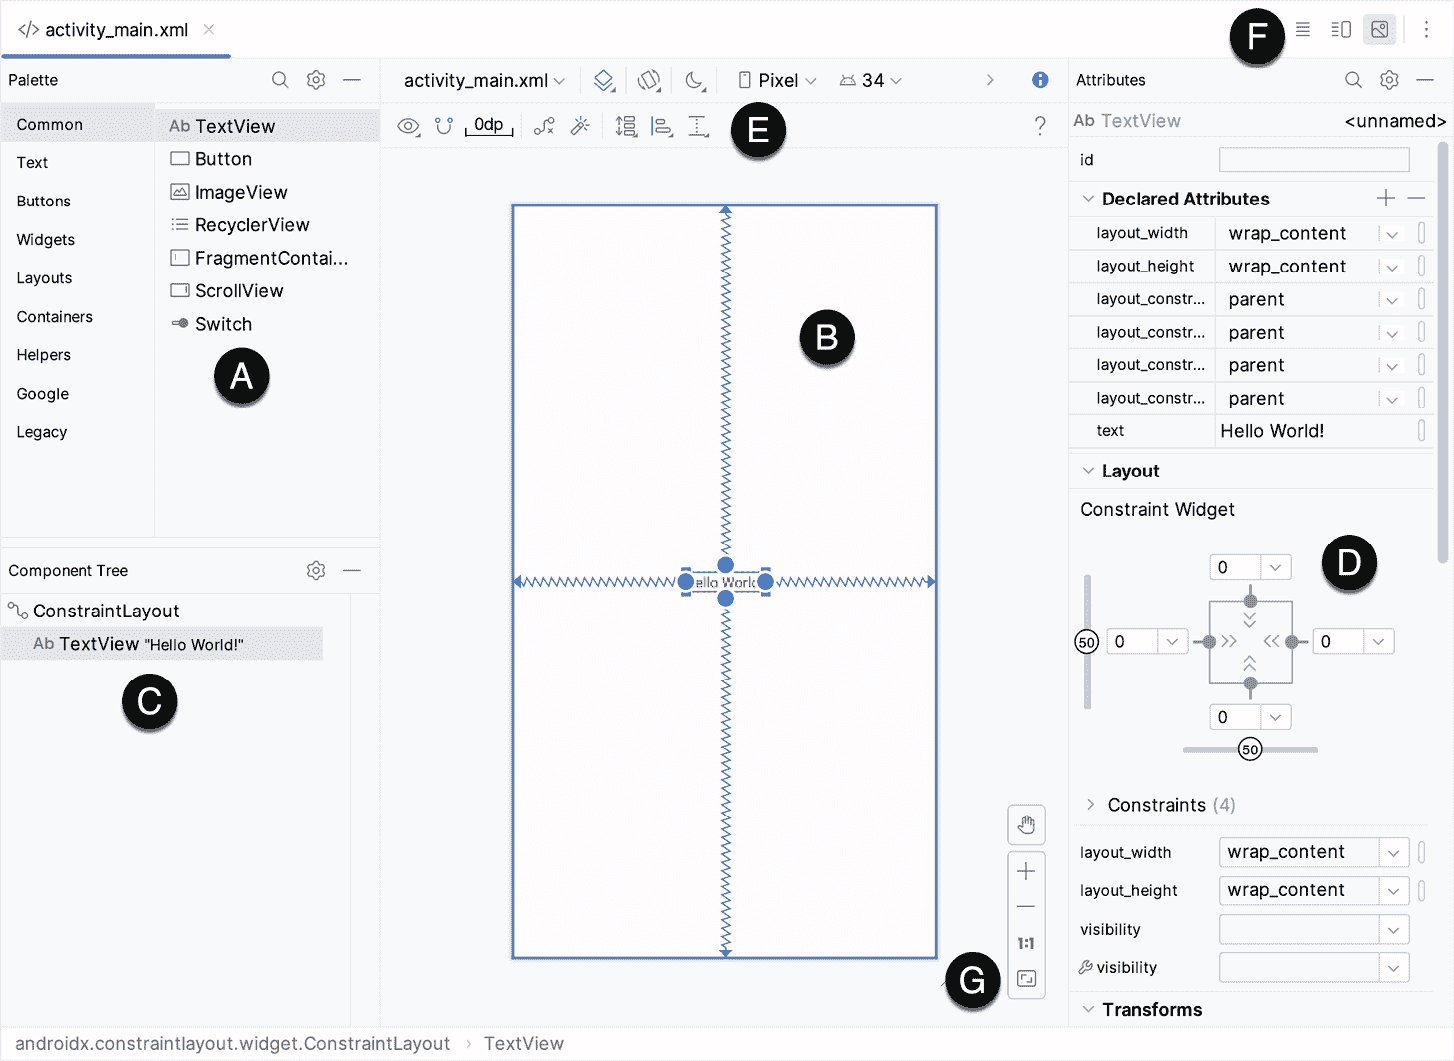 activity_main.xml
F
Palette
activity_main.xml
Pixel
34
Attributes
Common
Text
Buttons
Widgets
Layouts
Containers
Helpers
Google
Legacy
Ab TextView
Button
ImageView
RecyclerView
FragmentContai...
ScrollView
Switch
A
0dp
E
?
B
Component Tree
ConstraintLayout
Ab TextView "Hello World!"
C
ello Worl
1:1
G
Ab TextView <unnamed>
id
Declared Attributes
layout_width wrap_content
layout_height wrap_content
layout_constr... parent
layout_constr... parent
layout_constr... parent
layout_constr... parent
text Hello World!
Layout
Constraint Widget
D
0
50 0 0
0
50
Constraints (4)
layout_width wrap_content
layout_height wrap_content
visibility
visibility
Transforms
androidx.constraintlayout.widget.ConstraintLayout > TextView